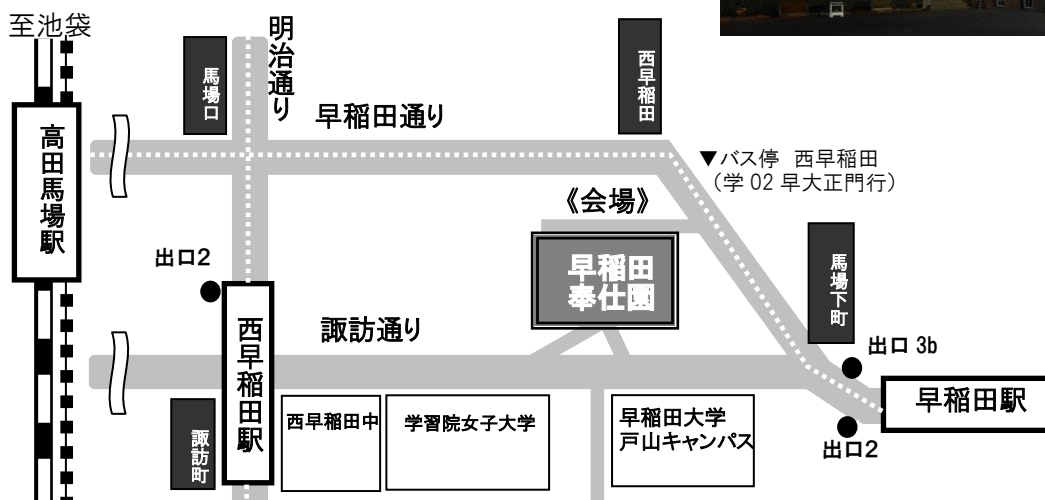 至池袋
明治通り
馬場口
西早稲田
早稲田通り
高田馬場駅
▼バス停 西早稲田
（学 02 早大正門行）
《会場》
早稲田
奉仕園
馬場下町
出口2
諏訪通り
出口 3b
西早稲田駅
早稲田駅
西早稲田中
学習院女子大学
早稲田大学
戸山キャンパス
諏訪町
出口2